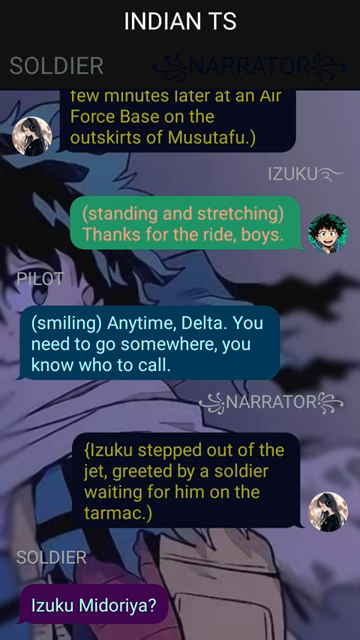 INDIAN TS
SOLDIER ꧁NARRATOR꧂
few minutes later at an Air
Force Base on the
outskirts of Musutafu.)
IZUKU࿐
(standing and stretching)
Thanks for the ride, boys.
PILOT
(smiling) Anytime, Delta. You
need to go somewhere, you
know who to call.
꧁NARRATOR꧂
{Izuku stepped out of the
jet, greeted by a soldier
waiting for him on the
tarmac.)
SOLDIER
Izuku Midoriya?